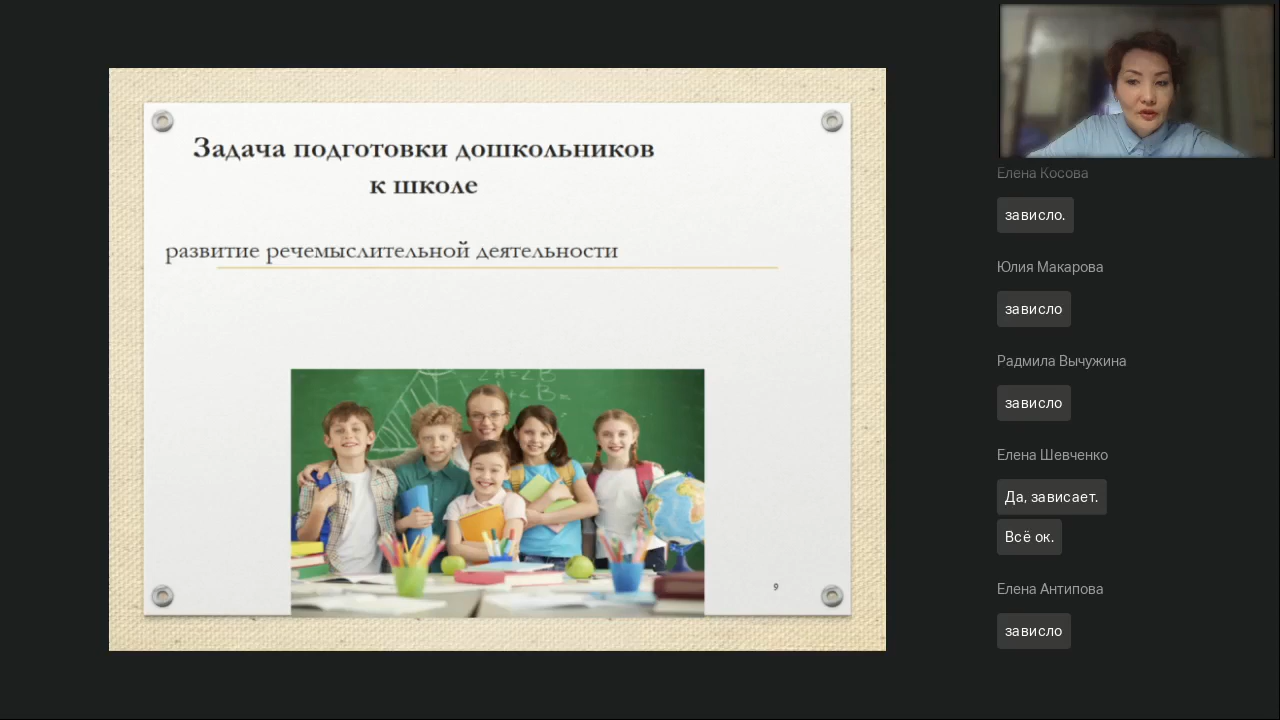 Задача подготовки дошкольников
к школе
развитие речемыслительной деятельности
9
Елена Косова
зависло.
Юлия Макарова
зависло
Радмила Вычужина
зависло
Елена Шевченко
Да, зависает.
Всё ок.
Елена Антипова
зависло